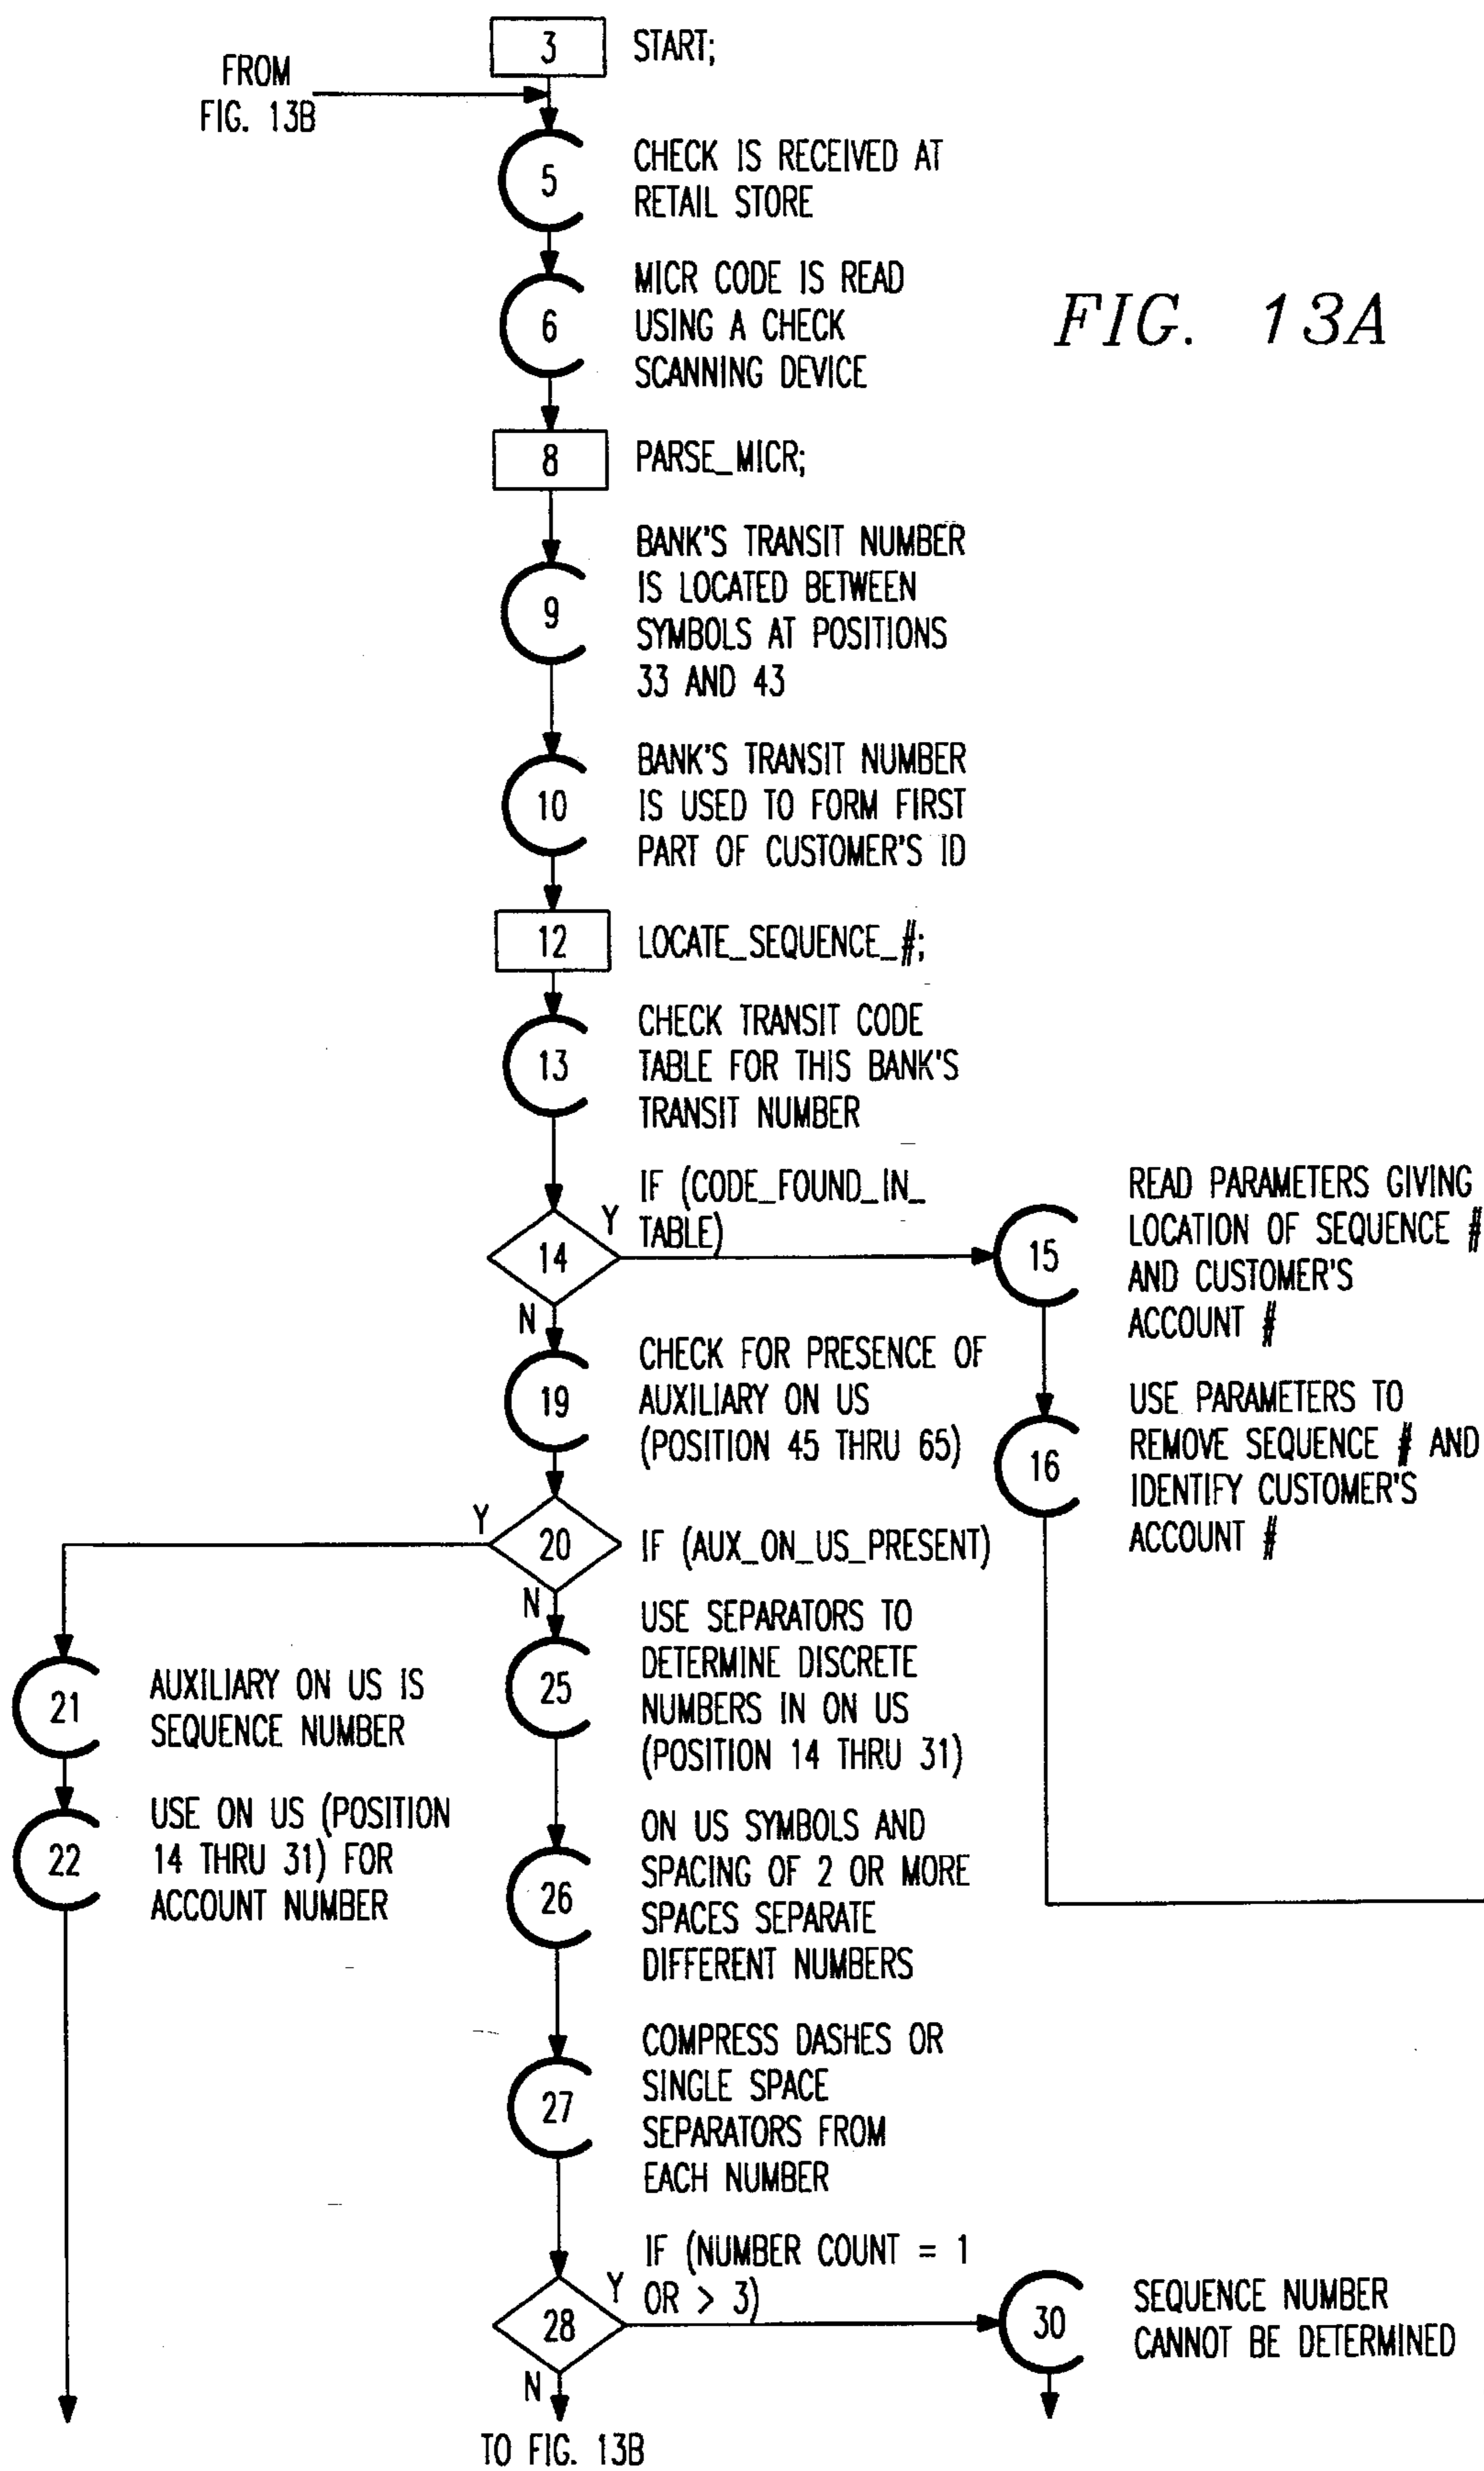 3 START;
FROM
FIG. 13B
5
CHECK IS RECEIVED AT
RETAIL STORE
6
MICR CODE IS READ
USING A CHECK
SCANNING DEVICE
FIG. 13A
8 PARSE_MICR;
9
BANK'S TRANSIT NUMBER
IS LOCATED BETWEEN
SYMBOLS AT POSITIONS
33 AND 43
10
BANK'S TRANSIT NUMBER
IS USED TO FORM FIRST
PART OF CUSTOMER'S ID
12 LOCATE_SEQUENCE_#;
13
CHECK TRANSIT CODE
TABLE FOR THIS BANK'S
TRANSIT NUMBER
14
IF (CODE_FOUND_IN_
TABLE)
Y
N
15
READ PARAMETERS GIVING
LOCATION OF SEQUENCE #
AND CUSTOMER'S
ACCOUNT #
16
USE PARAMETERS TO
REMOVE SEQUENCE # AND
IDENTIFY CUSTOMER'S
ACCOUNT #
19
CHECK FOR PRESENCE OF
AUXILIARY ON US
(POSITION 45 THRU 65)
Y
20 IF (AUX_ON_US_PRESENT)
N
21
AUXILIARY ON US IS
SEQUENCE NUMBER
22
USE ON US (POSITION
14 THRU 31) FOR
ACCOUNT NUMBER
25
USE SEPARATORS TO
DETERMINE DISCRETE
NUMBERS IN ON US
(POSITION 14 THRU 31)
26
ON US SYMBOLS AND
SPACING OF 2 OR MORE
SPACES SEPARATE
DIFFERENT NUMBERS
27
COMPRESS DASHES OR
SINGLE SPACE
SEPARATORS FROM
EACH NUMBER
28
IF (NUMBER COUNT = 1
OR > 3)
Y
N
30
SEQUENCE NUMBER
CANNOT BE DETERMINED
TO FIG. 13B